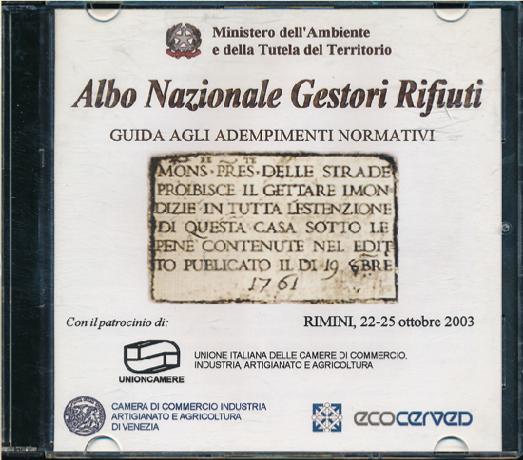 Ministero dell'Ambiente
e della Tutela del Territorio
Albo Nazionale Gestori Rifiuti
GUIDA AGLI ADEMPIMENTI NORMATIVI
MONS·PRES·DELLE STRADE
PROIBISCE IL GETTARE IMON
DIZIE IN TUTTA L'ESTENZIONE
DI QUESTA CASA SOTTO LE
PENE CONTENUTE NEL EDIT
TO PUBLICATO IL DI 19 8BRE
1761
Con il patrocinio di:
RIMINI, 22-25 ottobre 2003
UNIONCAMERE
UNIONE ITALIANA DELLE CAMERE DI COMMERCIO,
INDUSTRIA, ARTIGIANATO E AGRICOLTURA
CAMERA DI COMMERCIO INDUSTRIA
ARTIGIANATO E AGRICOLTURA
DI VENEZIA
ecocerved